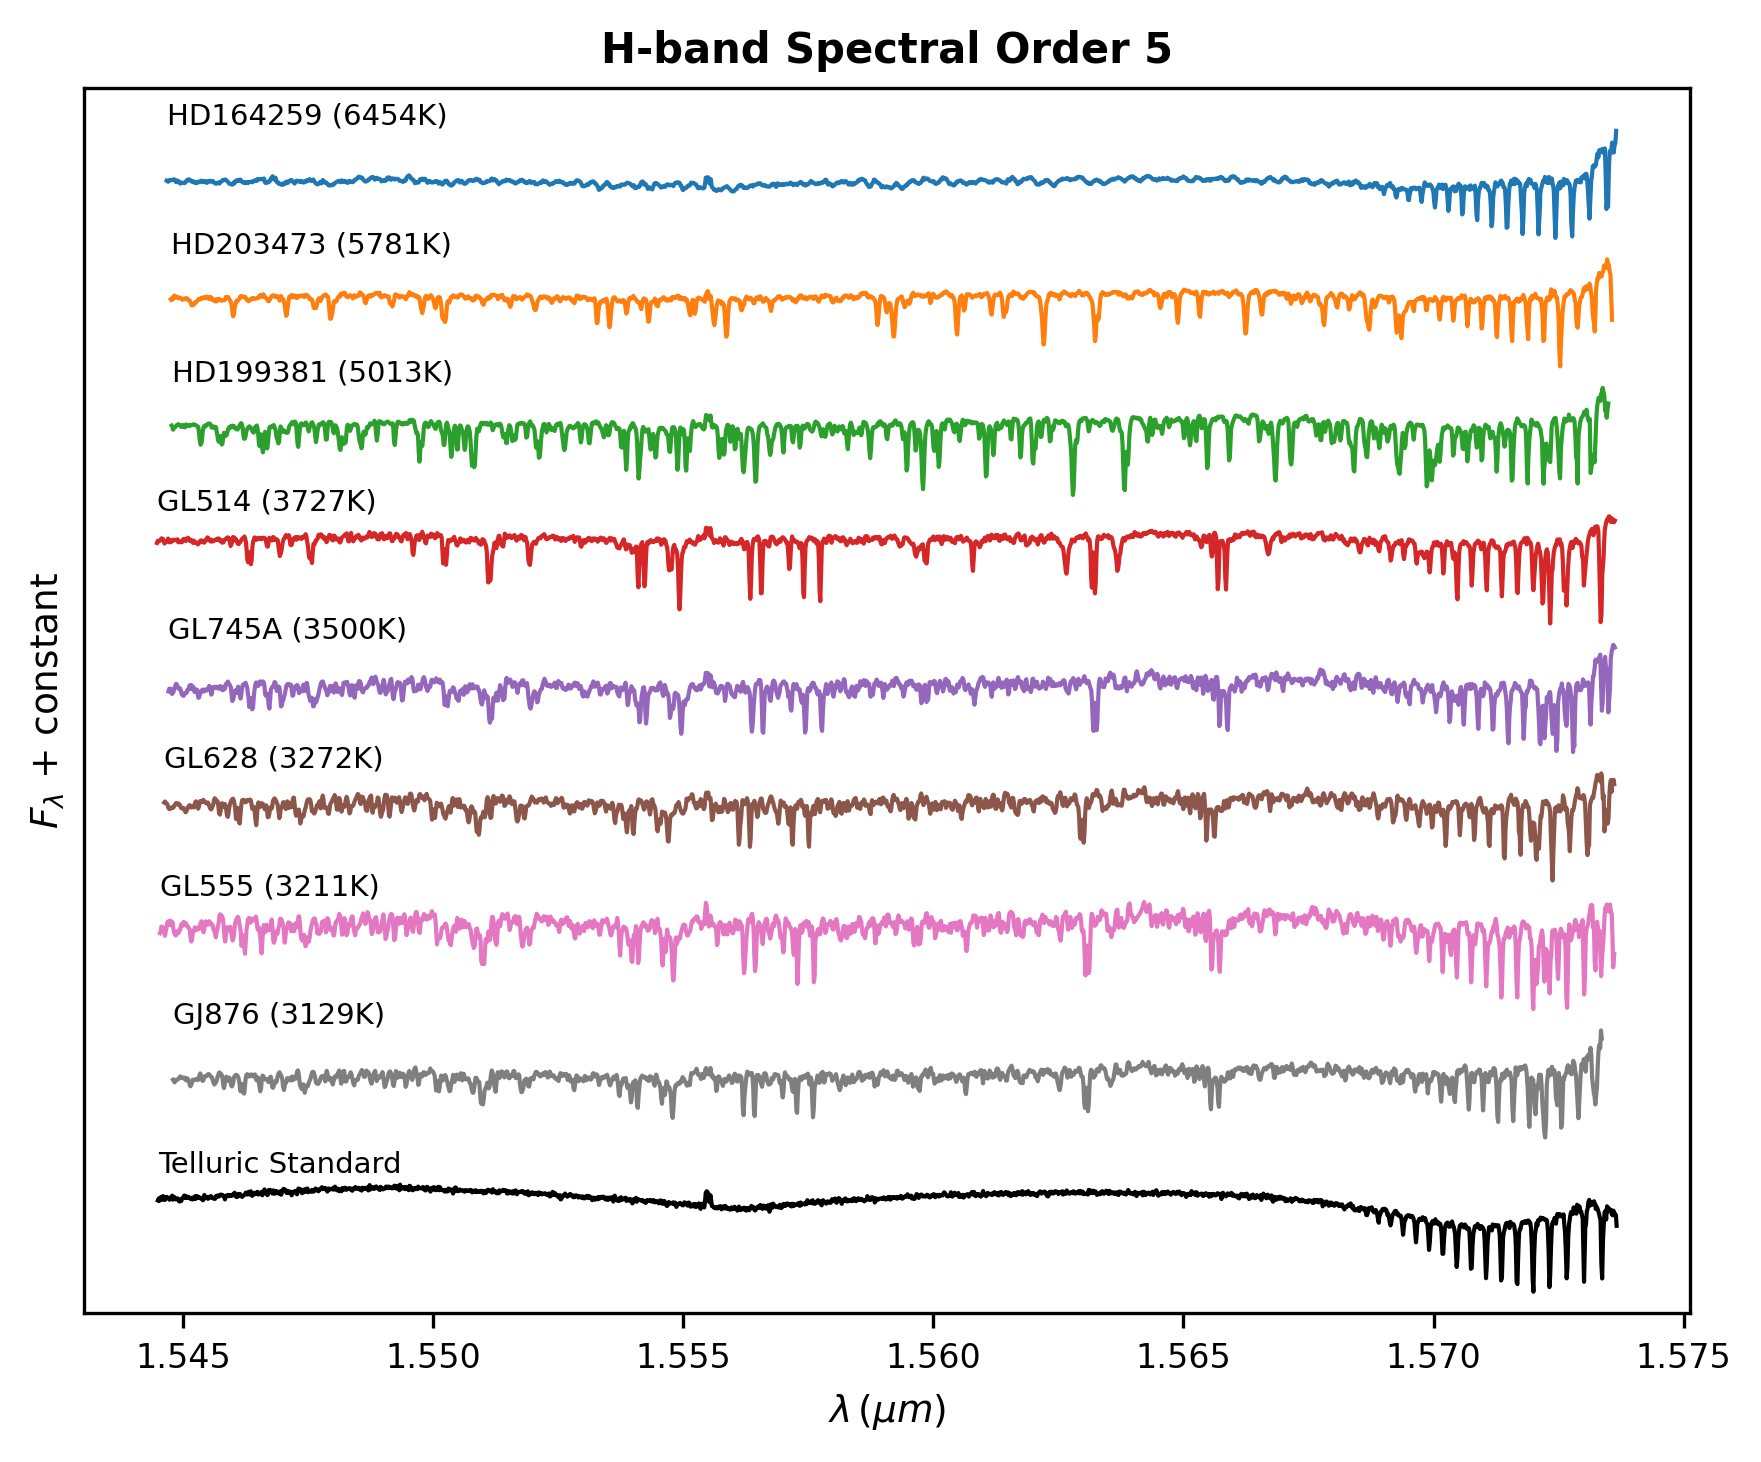 H-band Spectral Order 5
HD164259 (6454K)
HD203473 (5781K)
HD199381 (5013K)
GL514 (3727K)
GL745A (3500K)
GL628 (3272K)
GL555 (3211K)
GJ876 (3129K)
Telluric Standard
Fλ + constant
1.545 1.550 1.555 1.560 1.565 1.570 1.575
λ (μm)